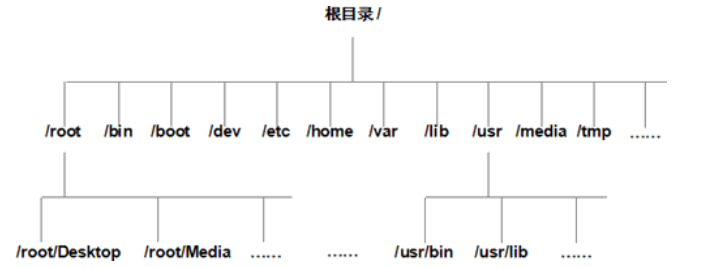 根目录 /
/root /bin /boot /dev /etc /home /var /lib /usr /media /tmp ……
/root/Desktop /root/Media …… …… /usr/bin /usr/lib ……